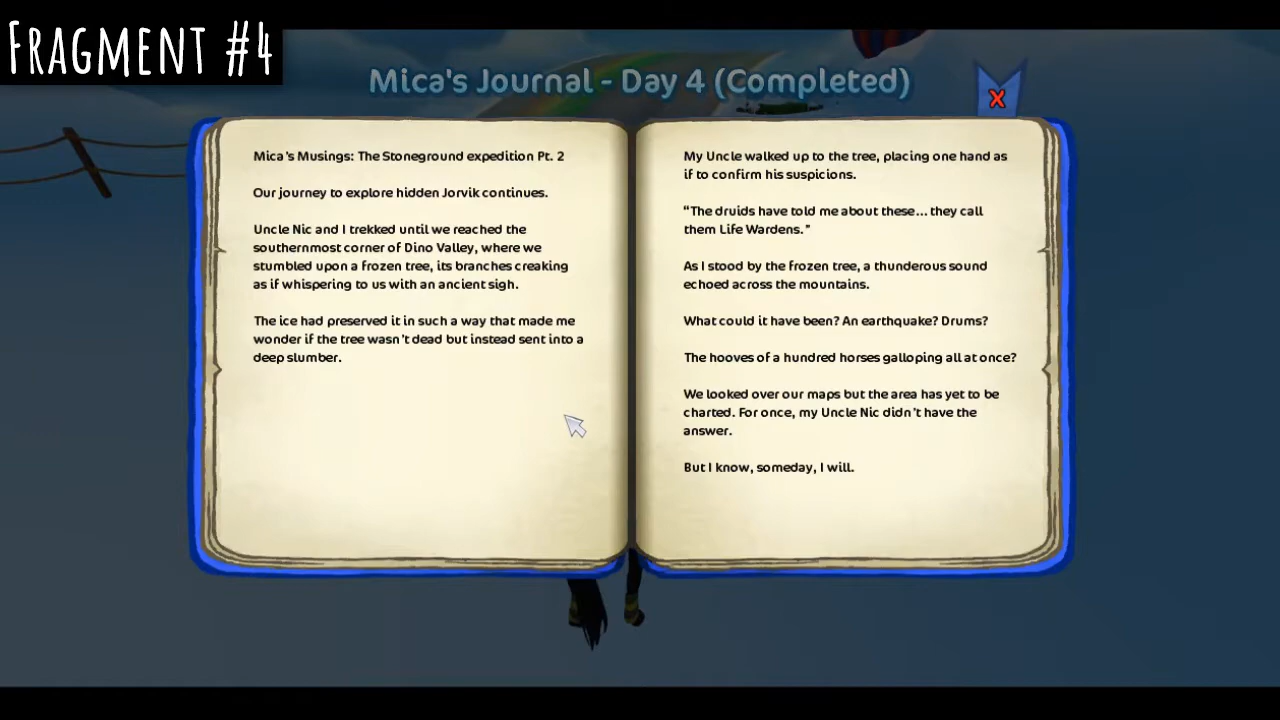 FRAGMENT #4
Mica's Journal - Day 4 (Completed)
X
Mica's Musings: The Stoneground expedition Pt. 2
Our journey to explore hidden Jorvik continues.
Uncle Nic and I trekked until we reached the
southernmost corner of Dino Valley, where we
stumbled upon a frozen tree, its branches creaking
as if whispering to us with an ancient sigh.
The ice had preserved it in such a way that made me
wonder if the tree wasn't dead but instead sent into a
deep slumber.
My Uncle walked up to the tree, placing one hand as
if to confirm his suspicions.
"The druids have told me about these... they call
them Life Wardens."
As I stood by the frozen tree, a thunderous sound
echoed across the mountains.
What could it have been? An earthquake? Drums?
The hooves of a hundred horses galloping all at once?
We looked over our maps but the area has yet to be
charted. For once, my Uncle Nic didn't have the
answer.
But I know, someday, I will.